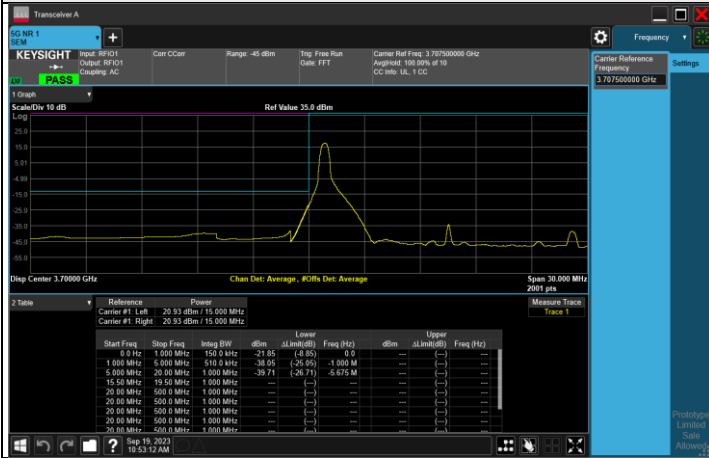 Transceiver A
5G NR 1
SEM
Frequency
KEYSIGHT
Input: RFIO1
Output: RFIO1
Coupling: AC
Corr CCorr
Range: -45 dBm
Trig: Free Run
Gate: FFT
Carrier Ref Freq: 3.707500000 GHz
Avg|Hold: 100.00% of 10
CC Info: UL, 1 CC
PASS
Carrier Reference
Frequency
3.707500000 GHz
Settings
1 Graph
Scale/Div 10 dB
Ref Value 35.0 dBm
Log
25.0
15.0
5.01
-4.99
-15.0
-25.0
-35.0
-45.0
-55.0
Disp Center 3.70000 GHz
Chan Det: Average, #Offs Det: Average
Span 30.000 MHz
2001 pts
2 Table
Reference Power
Carrier #1: Left 20.93 dBm / 15.000 MHz
Carrier #1: Right 20.93 dBm / 15.000 MHz
Measure Trace
Trace 1
Lower Upper
Start Freq Stop Freq Integ BW dBm ΔLimit(dB) Freq (Hz) dBm ΔLimit(dB) Freq (Hz)
0.0 Hz 1.000 MHz 150.0 kHz -21.85 (-8.85) 0.0 --- (---) ---
1.000 MHz 5.000 MHz 510.0 kHz -38.05 (-25.05) -1.000 M --- (---) ---
5.000 MHz 20.00 MHz 1.000 MHz -39.71 (-26.71) -5.675 M --- (---) ---
15.50 MHz 19.50 MHz 1.000 MHz --- (---) --- --- (---) ---
20.00 MHz 500.0 MHz 1.000 MHz --- (---) --- --- (---) ---
20.00 MHz 500.0 MHz 1.000 MHz --- (---) --- --- (---) ---
20.00 MHz 500.0 MHz 1.000 MHz --- (---) --- --- (---) ---
20.00 MHz 500.0 MHz 1.000 MHz --- (---) --- --- (---) ---
20.00 MHz 500.0 MHz 1.000 MHz --- (---) --- --- (---) ---
Prototype
Limited
Sale
Allowed
Sep 19, 2023
10:53:12 AM